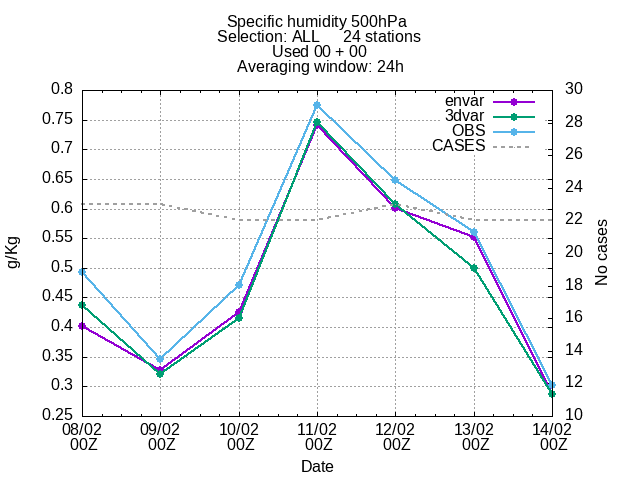 Specific humidity 500hPa
Selection: ALL 24 stations
Used 00 + 00
Averaging window: 24h
envar
3dvar
OBS
CASES
g/Kg
0.8
0.75
0.7
0.65
0.6
0.55
0.5
0.45
0.4
0.35
0.3
0.25
30
28
26
24
22
20
18
16
14
12
10
No cases
08/02 09/02 10/02 11/02 12/02 13/02 14/02
00Z 00Z 00Z 00Z 00Z 00Z 00Z
Date